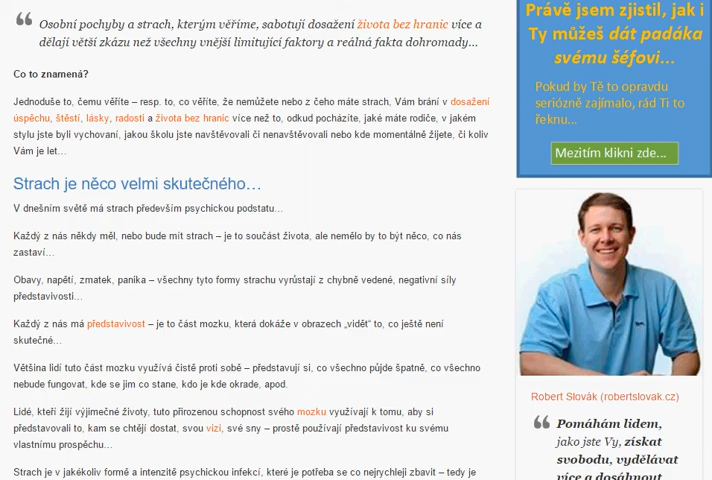 Osobní pochyby a strach, kterým věříme, sabotují dosažení života bez hranic více a
dělají větší zkázu než všechny vnější limitující faktory a reálná fakta dohromady...
Co to znamená?
Jednoduše to, čemu věříte – resp. to, co věříte, že nemůžete nebo z čeho máte strach, Vám brání v dosažení
úspěchu, štěstí, lásky, radosti a života bez hranic více než to, odkud pocházíte, jaké máte rodiče, v jakém
stylu jste byli vychovaní, jakou školu jste navštěvovali či nenavštěvovali nebo kde momentálně žijete, či koliv
Vám je let…
Strach je něco velmi skutečného…
V dnešním světě má strach především psychickou podstatu…
Každý z nás někdy měl, nebo bude mít strach – je to součást života, ale nemělo by to být něco, co nás
zastaví…
Obavy, napětí, zmatek, panika – všechny tyto formy strachu vyrůstají z chybně vedené, negativní síly
představivosti…
Každý z nás má představivost – je to část mozku, která dokáže v obrazech „vidět“ to, co ještě není
skutečné…
Většina lidí tuto část mozku využívá čistě proti sobě – představují si, co všechno půjde špatně, co všechno
nebude fungovat, kde se jim co stane, kdo je kde okrade, apod.
Lidé, kteří žijí výjimečné životy, tuto přirozenou schopnost svého mozku využívají k tomu, aby si
představovali to, kam se chtějí dostat, svou vizi, své sny – prostě používají představivost ku svému
vlastnímu prospěchu…
Strach je v jakékoliv formě a intenzitě psychickou infekcí, které je potřeba se co nejrychleji zbavit – tedy je
Právě jsem zjistil, jak i
Ty můžeš dát padáka
svému šéfovi...
Pokud by Tě to opravdu
seriózně zajímalo, rád Ti to
řeknu...
Mezitím klikni zde...
Robert Slovák (robertslovak.cz)
Pomáhám lidem,
jako jste Vy, získat
svobodu, vydělávat
více a dosáhnout